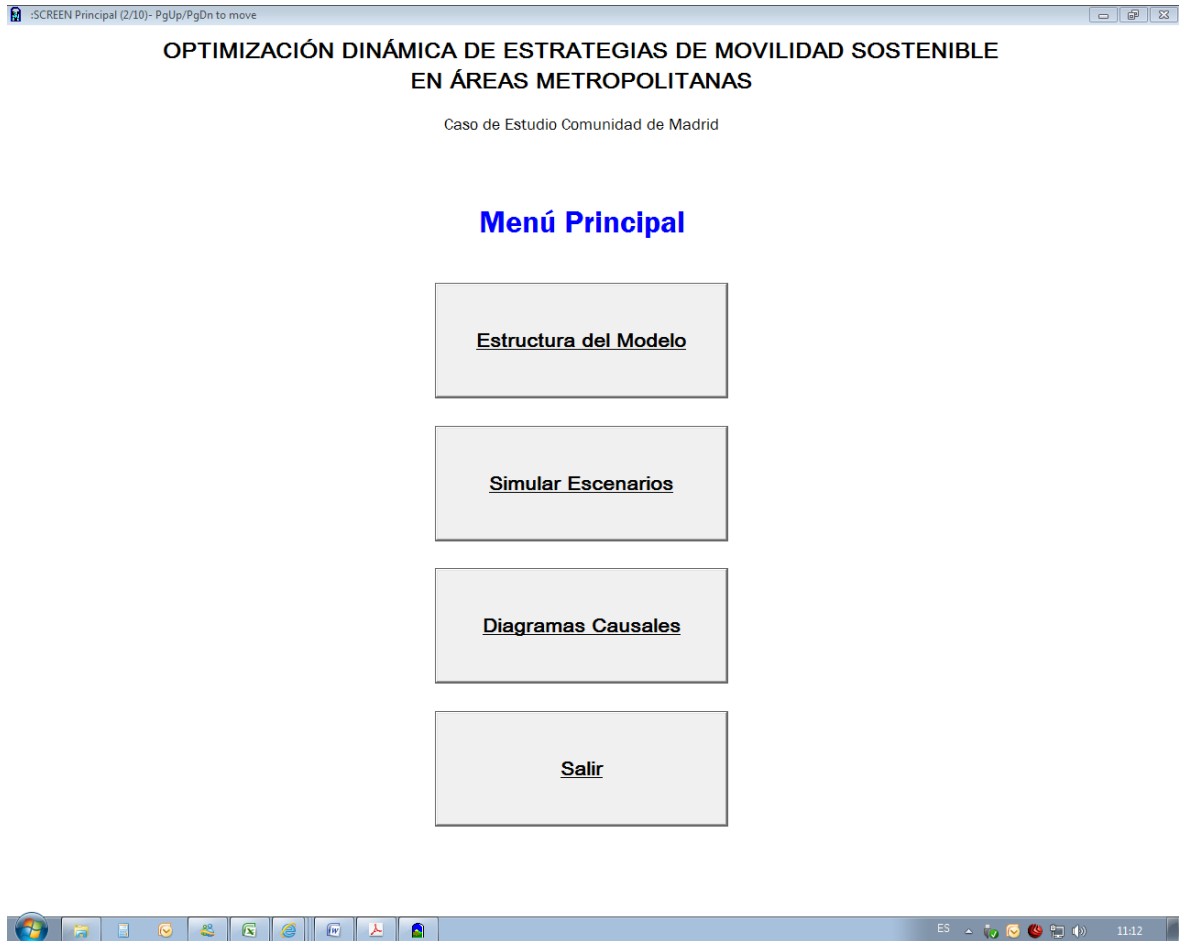 :SCREEN Principal (2/10)- PgUp/PgDn to move
OPTIMIZACIÓN DINÁMICA DE ESTRATEGIAS DE MOVILIDAD SOSTENIBLE
EN ÁREAS METROPOLITANAS
Caso de Estudio Comunidad de Madrid
Menú Principal
Estructura del Modelo
Simular Escenarios
Diagramas Causales
Salir
ES
11:12